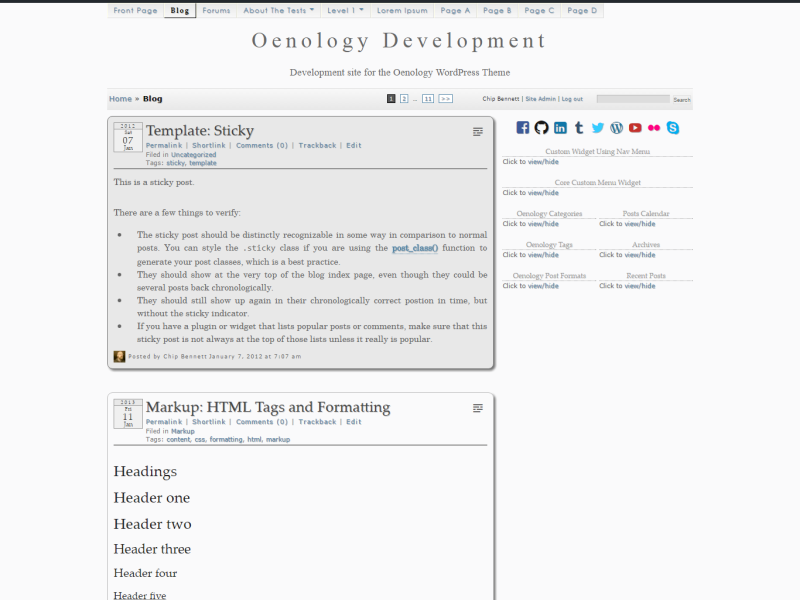 Front Page Blog Forums About The Tests Level 1 Lorem Ipsum Page A Page B Page C Page D
Oenology Development
Development site for the Oenology WordPress Theme
Home » Blog
1 2 … 11 >>
Chip Bennett | Site Admin | Log out
Search
2012
Sat
07
Jan
Template: Sticky
Permalink | Shortlink | Comments (0) | Trackback | Edit
Filed in Uncategorized
Tags: sticky, template
This is a sticky post.
There are a few things to verify:
• The sticky post should be distinctly recognizable in some way in comparison to normal
posts. You can style the .sticky class if you are using the post_class() function to
generate your post classes, which is a best practice.
• They should show at the very top of the blog index page, even though they could be
several posts back chronologically.
• They should still show up again in their chronologically correct postion in time, but
without the sticky indicator.
• If you have a plugin or widget that lists popular posts or comments, make sure that this
sticky post is not always at the top of those lists unless it really is popular.
Posted by Chip Bennett January 7, 2012 at 7:07 am
2013
Fri
11
Jan
Markup: HTML Tags and Formatting
Permalink | Shortlink | Comments (0) | Trackback | Edit
Filed in Markup
Tags: content, css, formatting, html, markup
Headings
Header one
Header two
Header three
Header four
Header five
Custom Widget Using Nav Menu
Click to view/hide
Core Custom Menu Widget
Click to view/hide
Oenology Categories Posts Calendar
Click to view/hide Click to view/hide
Oenology Tags Archives
Click to view/hide Click to view/hide
Oenology Post Formats Recent Posts
Click to view/hide Click to view/hide